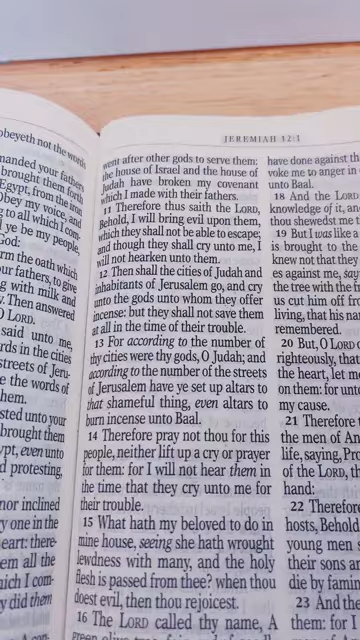 obeyeth not the words
manded your fathers
brought them forth
Egypt, from the iron
Obey my voice, and
g to all which I com-
l ye be my people,
God:
rm the oath which
ur fathers, to give
g with milk and
y. Then answered
O LORD.
said unto me,
rds in the cities
streets of Jeru-
e the words of
hem.
sted unto your
brought them
ypt, even unto
d protesting,
nor inclined
y one in the
eart: there-
em all the
hich I com-
y did them
JEREMIAH 12:1
went after other gods to serve them:
the house of Israel and the house of
Judah have broken my covenant
which I made with their fathers.
11 Therefore thus saith the LORD,
Behold, I will bring evil upon them,
which they shall not be able to escape;
and though they shall cry unto me, I
will not hearken unto them.
12 Then shall the cities of Judah and
inhabitants of Jerusalem go, and cry
unto the gods unto whom they offer
incense: but they shall not save them
at all in the time of their trouble.
13 For according to the number of
thy cities were thy gods, O Judah; and
according to the number of the streets
of Jerusalem have ye set up altars to
that shameful thing, even altars to
burn incense unto Baal.
14 Therefore pray not thou for this
people, neither lift up a cry or prayer
for them: for I will not hear them in
the time that they cry unto me for
their trouble.
15 What hath my beloved to do in
mine house, seeing she hath wrought
lewdness with many, and the holy
flesh is passed from thee? when thou
doest evil, then thou rejoicest.
16 The LORD called thy name, A
green olive tree,
have done against th
voke me to anger in
unto Baal.
18 And the LORD
knowledge of it, an
thou shewedst me t
19 But I was like a
is brought to the
knew not that they
es against me, say
the tree with the fr
us cut him off fr
living, that his nar
remembered.
20 But, O LORD o
righteously, that
the heart, let me
on them: for unto
my cause.
21 Therefore t
the men of An
life, saying, Pro
of the LORD, th
hand:
22 Therefore
hosts, Behold
young men s
their sons an
die by famin
23 And the
them: for I